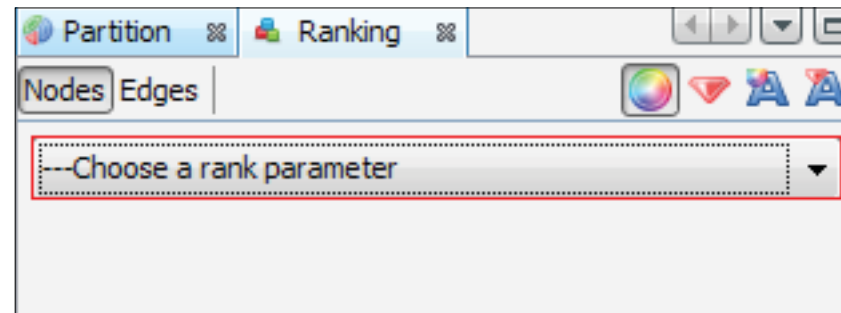 Partition Ranking
Nodes Edges
---Choose a rank parameter